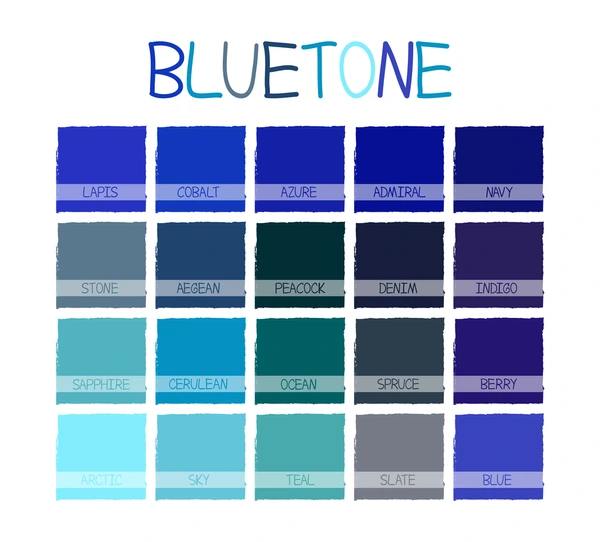 BLUETONE
LAPIS COBALT AZURE ADMIRAL NAVY
STONE AEGEAN PEACOCK DENIM INDIGO
SAPPHIRE CERULEAN OCEAN SPRUCE BERRY
ARCTIC SKY TEAL SLATE BLUE